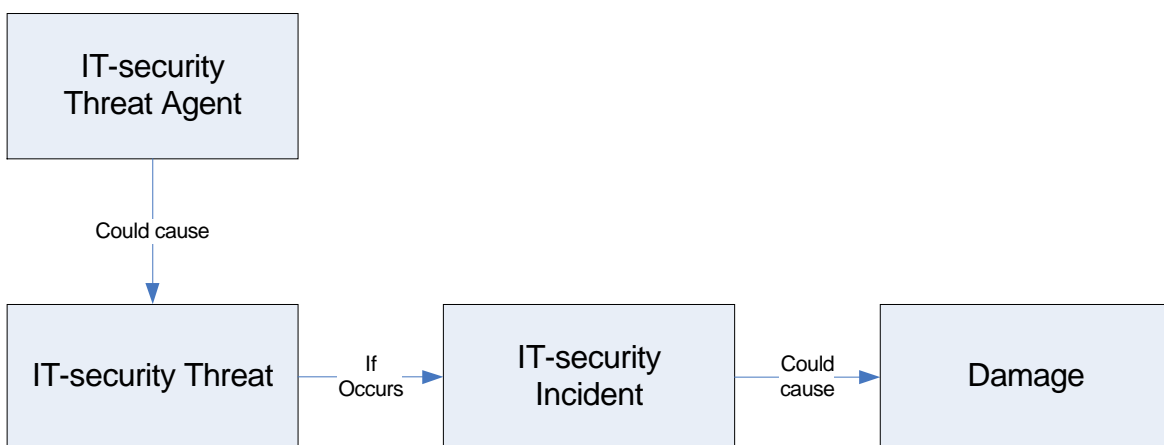 IT-security
Threat Agent
Could cause
IT-security Threat
If
Occurs
IT-security
Incident
Could
cause
Damage